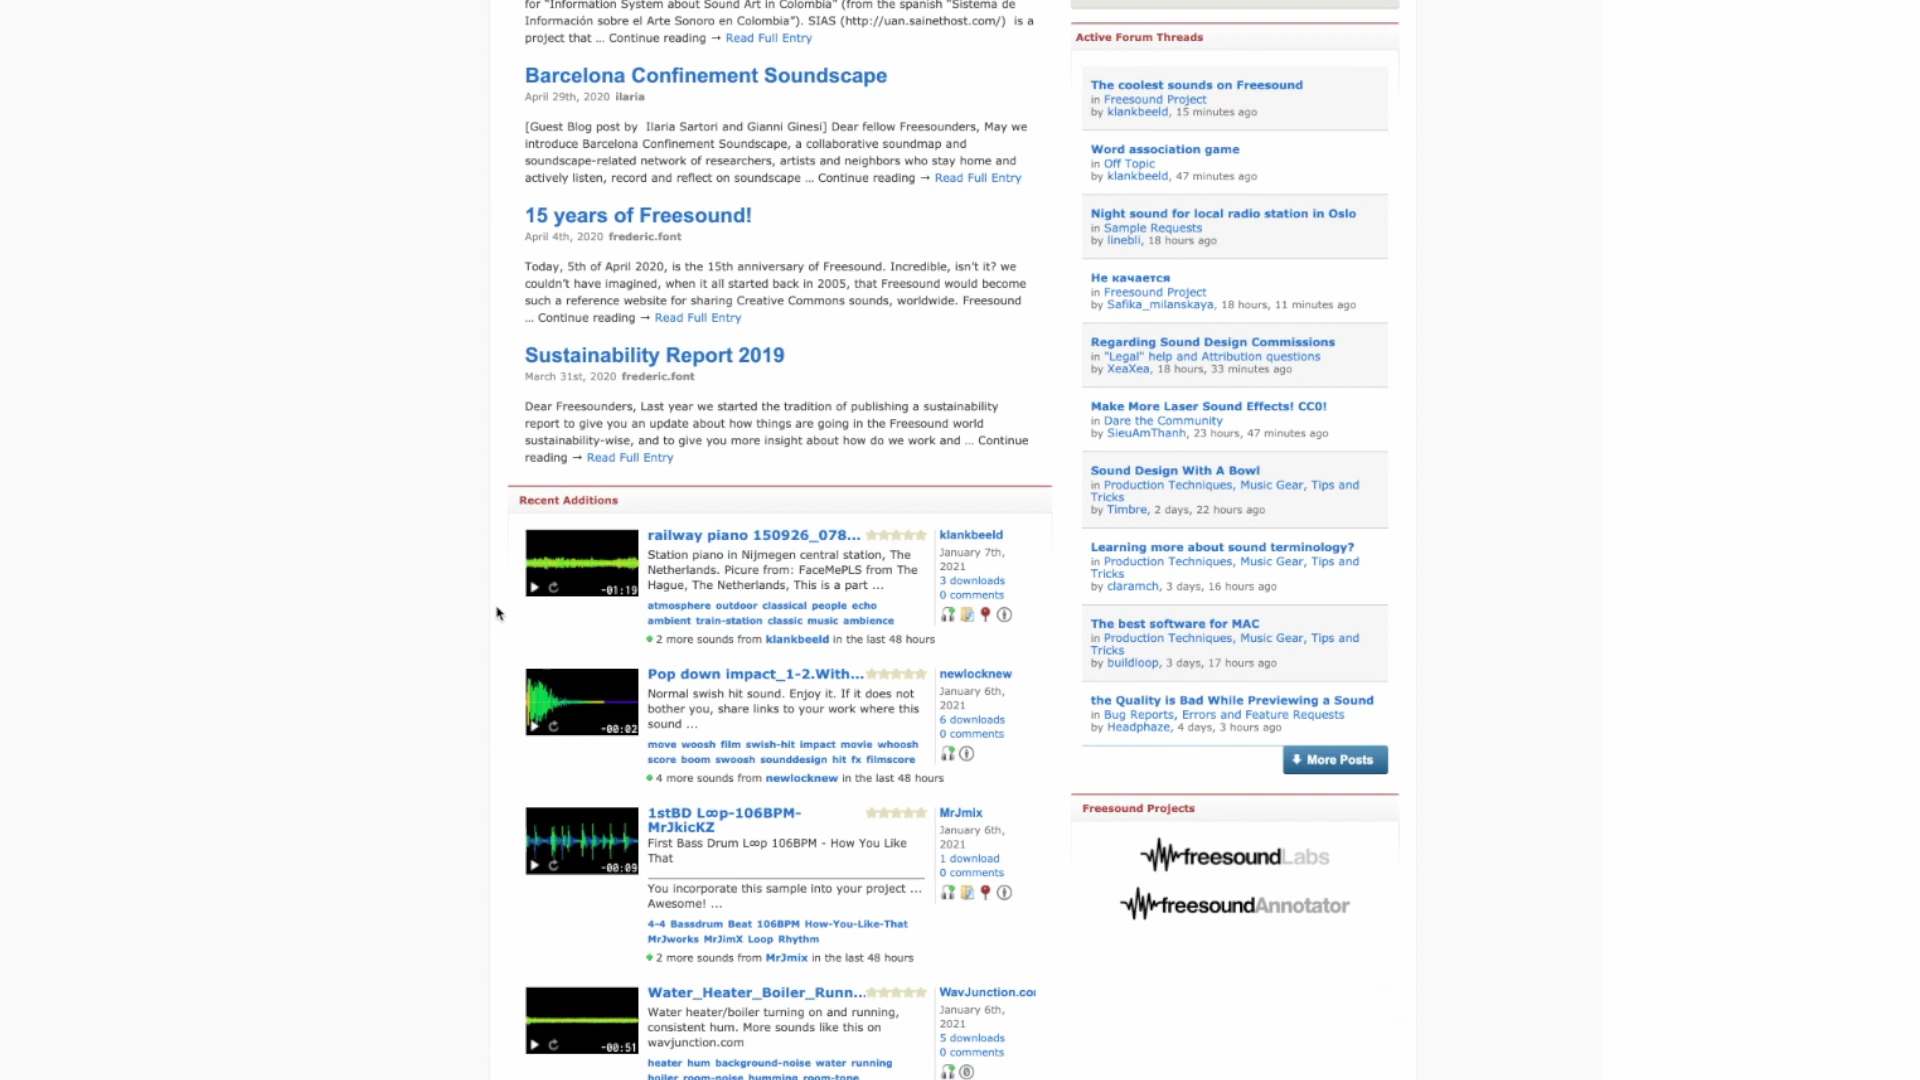 for “Information System about Sound Art in Colombia” (from the spanish “Sistema de
Información sobre el Arte Sonoro en Colombia”). SIAS (http://uan.sainethost.com/) is a
project that … Continue reading → Read Full Entry
Barcelona Confinement Soundscape
April 29th, 2020 ilaria
[Guest Blog post by Ilaria Sartori and Gianni Ginesi] Dear fellow Freesounders, May we
introduce Barcelona Confinement Soundscape, a collaborative soundmap and
soundscape-related network of researchers, artists and neighbors who stay home and
actively listen, record and reflect on soundscape … Continue reading → Read Full Entry
15 years of Freesound!
April 4th, 2020 frederic.font
Today, 5th of April 2020, is the 15th anniversary of Freesound. Incredible, isn't it? we
couldn't have imagined, when it all started back in 2005, that Freesound would become
such a reference website for sharing Creative Commons sounds, worldwide. Freesound
… Continue reading → Read Full Entry
Sustainability Report 2019
March 31st, 2020 frederic.font
Dear Freesounders, Last year we started the tradition of publishing a sustainability
report to give you an update about how things are going in the Freesound world
sustainability-wise, and to give you more insight about how do we work and … Continue
reading → Read Full Entry
Recent Additions
railway piano 150926_078...
Station piano in Nijmegen central station, The
Netherlands. Picure from: FaceMePLS from The
Hague, The Netherlands, This is a part ...
atmosphere outdoor classical people echo
ambient train-station classic music ambience
2 more sounds from klankbeeld in the last 48 hours
-01:19
klankbeeld
January 7th,
2021
3 downloads
0 comments
Pop down impact_1-2.With...
Normal swish hit sound. Enjoy it. If it does not
bother you, share links to your work where this
sound ...
move woosh film swish-hit impact movie whoosh
score boom swoosh sounddesign hit fx filmscore
4 more sounds from newlocknew in the last 48 hours
-00:02
newlocknew
January 6th,
2021
6 downloads
0 comments
1stBD L∞p-106BPM-
MrJkicKZ
First Bass Drum L∞p 106BPM - How You Like
That
You incorporate this sample into your project ...
Awesome! ...
4-4 Bassdrum Beat 106BPM How-You-Like-That
MrJworks MrJimX Loop Rhythm
2 more sounds from MrJmix in the last 48 hours
-00:09
MrJmix
January 6th,
2021
1 download
0 comments
Water_Heater_Boiler_Runn...
Water heater/boiler turning on and running,
consistent hum. More sounds like this on
wavjunction.com
heater hum background-noise water running
boiler room-noise humming room-tone
-00:51
WavJunction.co
January 6th,
2021
5 downloads
0 comments
Active Forum Threads
The coolest sounds on Freesound
in Freesound Project
by klankbeeld, 15 minutes ago
Word association game
in Off Topic
by klankbeeld, 47 minutes ago
Night sound for local radio station in Oslo
in Sample Requests
by linebli, 18 hours ago
Не качается
in Freesound Project
by Safika_milanskaya, 18 hours, 11 minutes ago
Regarding Sound Design Commissions
in "Legal" help and Attribution questions
by XeaXea, 18 hours, 33 minutes ago
Make More Laser Sound Effects! CC0!
in Dare the Community
by SieuAmThanh, 23 hours, 47 minutes ago
Sound Design With A Bowl
in Production Techniques, Music Gear, Tips and
Tricks
by Timbre, 2 days, 22 hours ago
Learning more about sound terminology?
in Production Techniques, Music Gear, Tips and
Tricks
by claramch, 3 days, 16 hours ago
The best software for MAC
in Production Techniques, Music Gear, Tips and
Tricks
by buildloop, 3 days, 17 hours ago
the Quality is Bad While Previewing a Sound
in Bug Reports, Errors and Feature Requests
by Headphaze, 4 days, 3 hours ago
More Posts
Freesound Projects
freesoundLabs
freesoundAnnotator